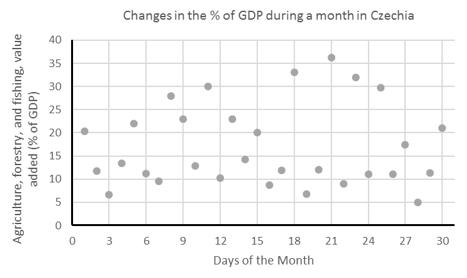 Changes in the % of GDP during a month in Czechia
Agriculture, forestry, and fishing, value
added (% of GDP)
40
35
30
25
20
15
10
5
0
0 3 6 9 12 15 18 21 24 27 30
Days of the Month